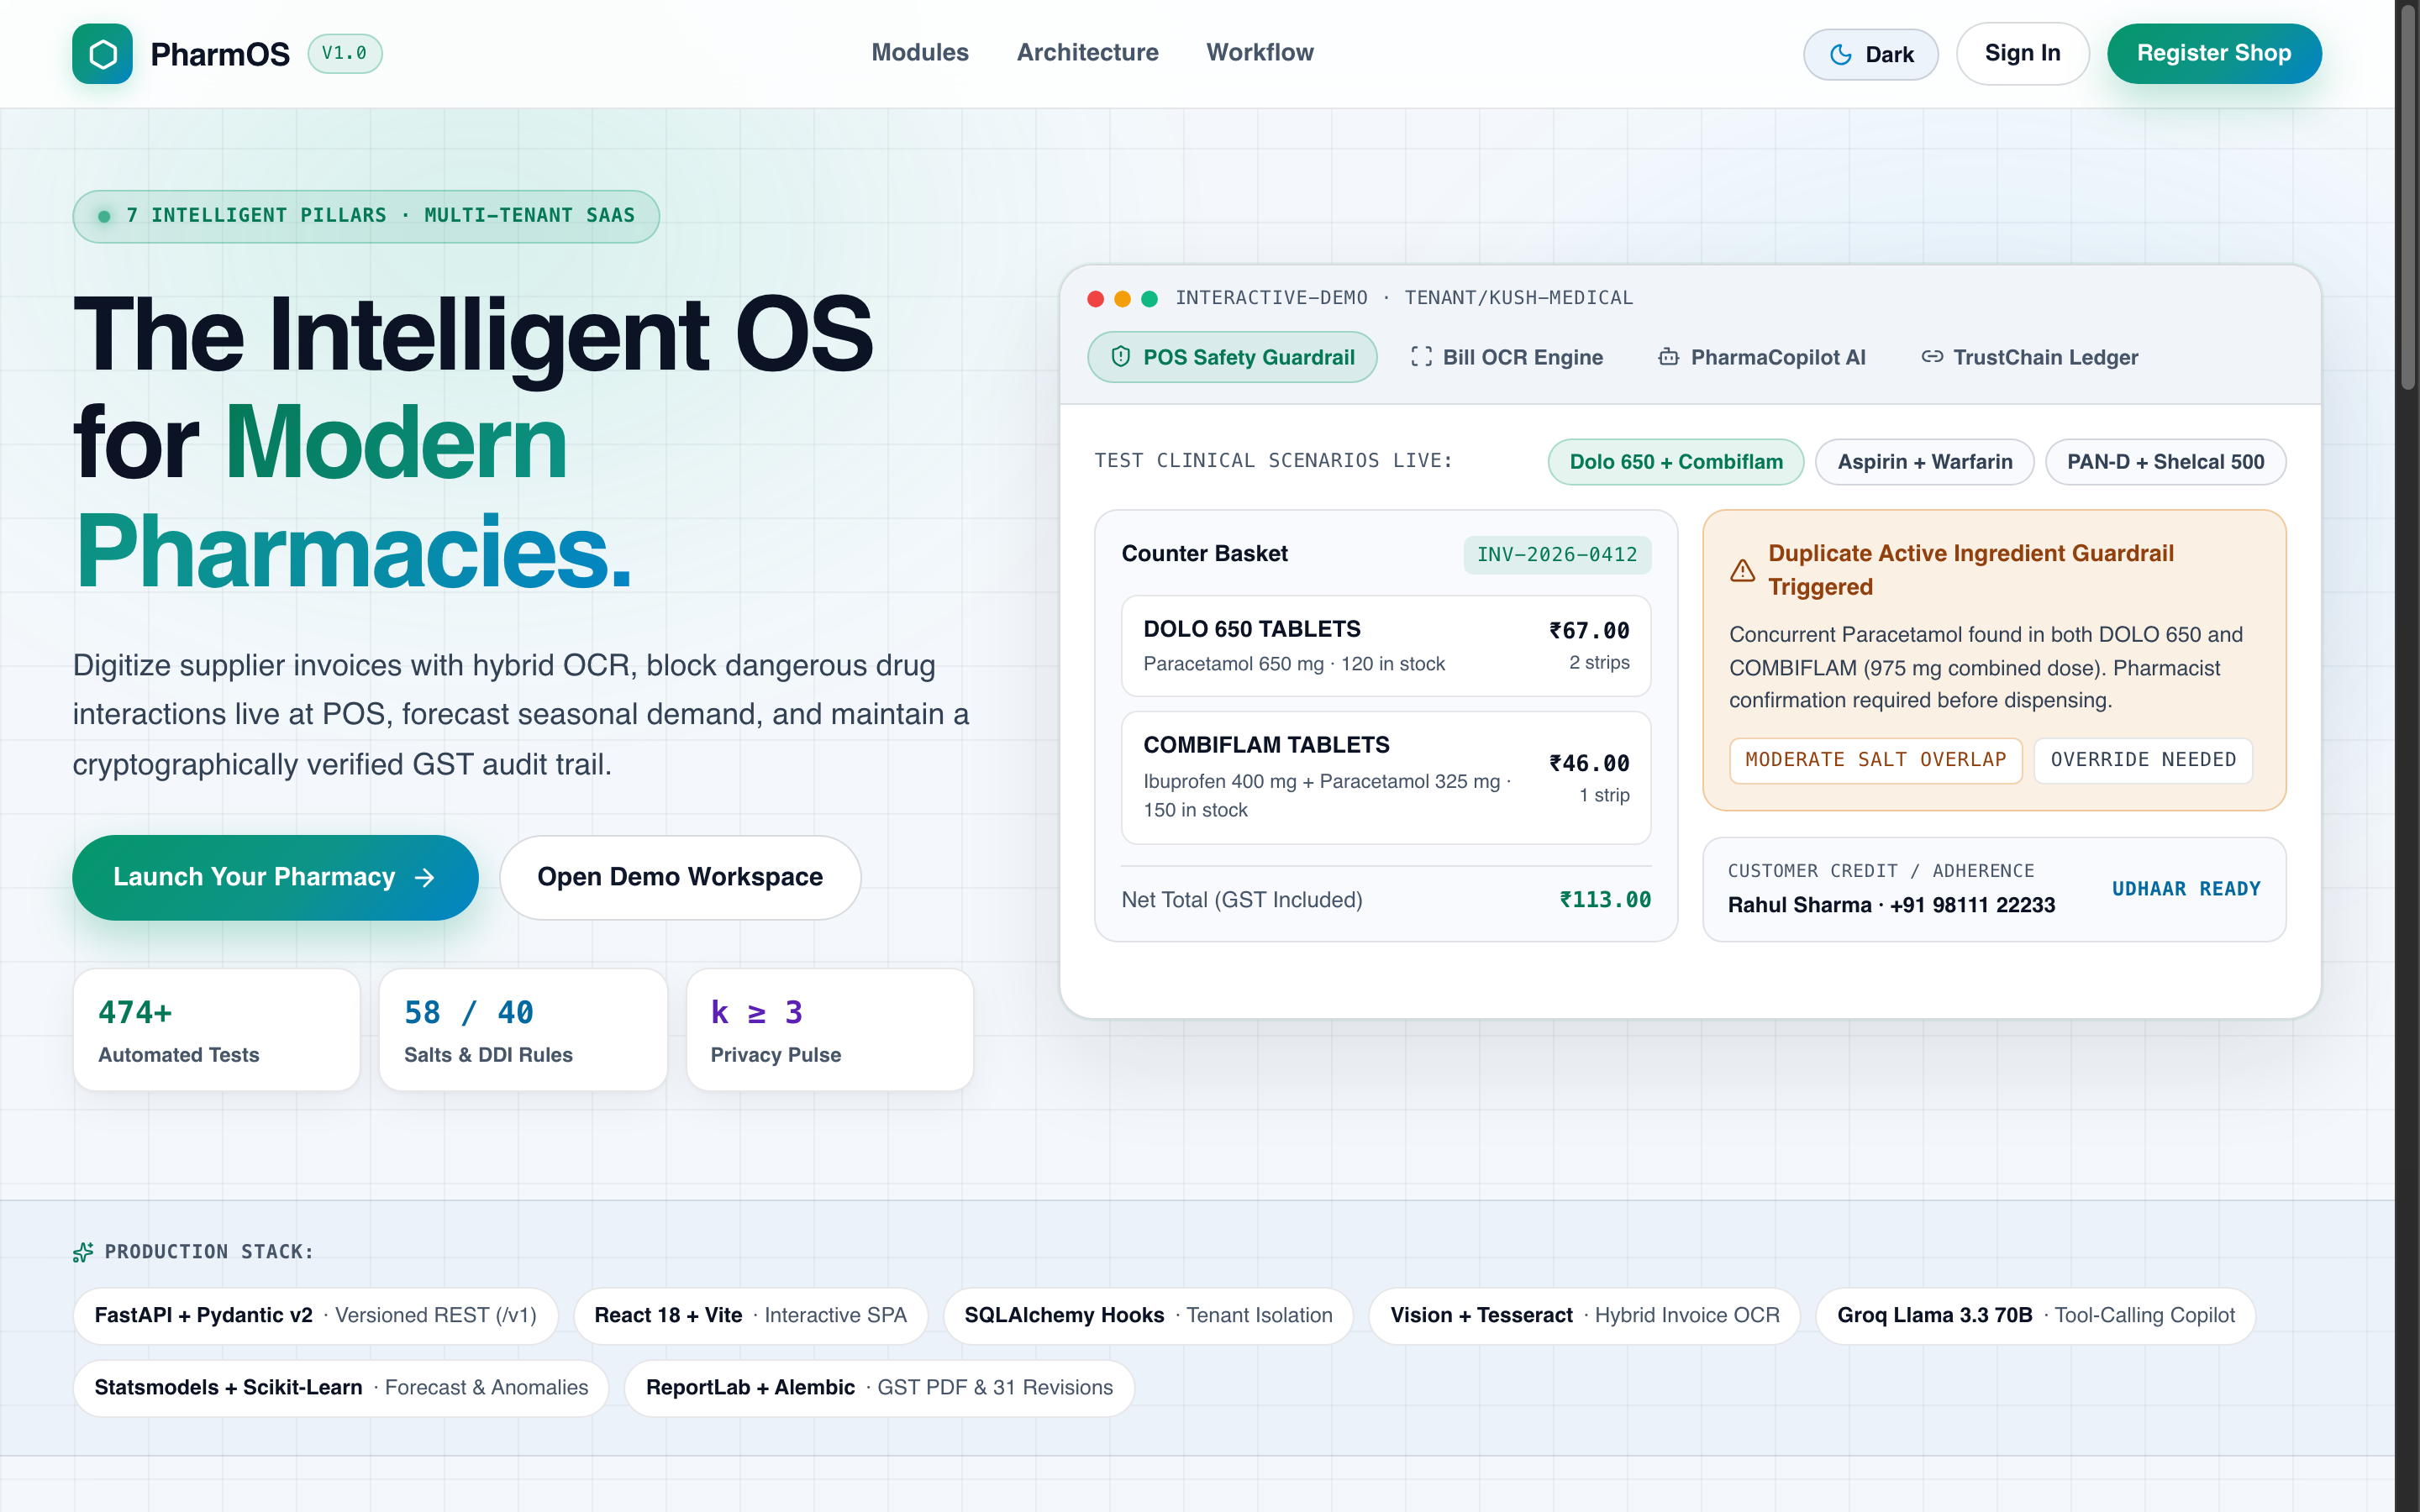 PharmOS V1.0
Modules Architecture Workflow
Dark Sign In Register Shop
7 INTELLIGENT PILLARS · MULTI-TENANT SAAS
The Intelligent OS
for Modern
Pharmacies.
Digitize supplier invoices with hybrid OCR, block dangerous drug
interactions live at POS, forecast seasonal demand, and maintain a
cryptographically verified GST audit trail.
Launch Your Pharmacy → Open Demo Workspace
474+
Automated Tests
58 / 40
Salts & DDI Rules
k ≥ 3
Privacy Pulse
INTERACTIVE-DEMO · TENANT/KUSH-MEDICAL
POS Safety Guardrail Bill OCR Engine PharmaCopilot AI TrustChain Ledger
TEST CLINICAL SCENARIOS LIVE: Dolo 650 + Combiflam Aspirin + Warfarin PAN-D + Shelcal 500
Counter Basket INV-2026-0412
DOLO 650 TABLETS ₹67.00
Paracetamol 650 mg · 120 in stock 2 strips
COMBIFLAM TABLETS ₹46.00
Ibuprofen 400 mg + Paracetamol 325 mg · 1 strip
150 in stock
Net Total (GST Included) ₹113.00
Duplicate Active Ingredient Guardrail
Triggered
Concurrent Paracetamol found in both DOLO 650 and
COMBIFLAM (975 mg combined dose). Pharmacist
confirmation required before dispensing.
MODERATE SALT OVERLAP OVERRIDE NEEDED
CUSTOMER CREDIT / ADHERENCE
Rahul Sharma · +91 98111 22233
UDHAAR READY
PRODUCTION STACK:
FastAPI + Pydantic v2 · Versioned REST (/v1) React 18 + Vite · Interactive SPA SQLAlchemy Hooks · Tenant Isolation Vision + Tesseract · Hybrid Invoice OCR Groq Llama 3.3 70B · Tool-Calling Copilot
Statsmodels + Scikit-Learn · Forecast & Anomalies ReportLab + Alembic · GST PDF & 31 Revisions